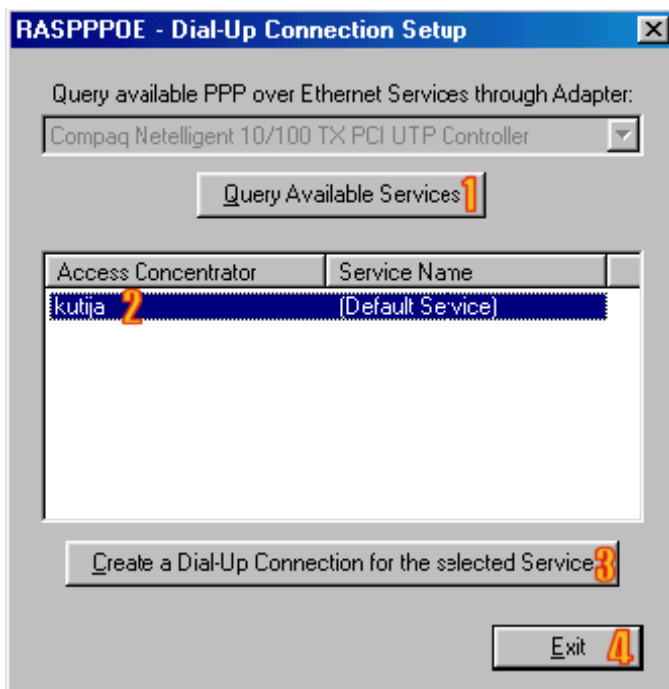 RASPPPOE - Dial-Up Connection Setup
Query available PPP over Ethernet Services through Adapter:
Compaq Netelligent 10/100 TX PCI UTP Controller
Query Available Services 1
Access Concentrator Service Name
kutija 2 (Default Service)
Create a Dial-Up Connection for the selected Service 3
Exit 4